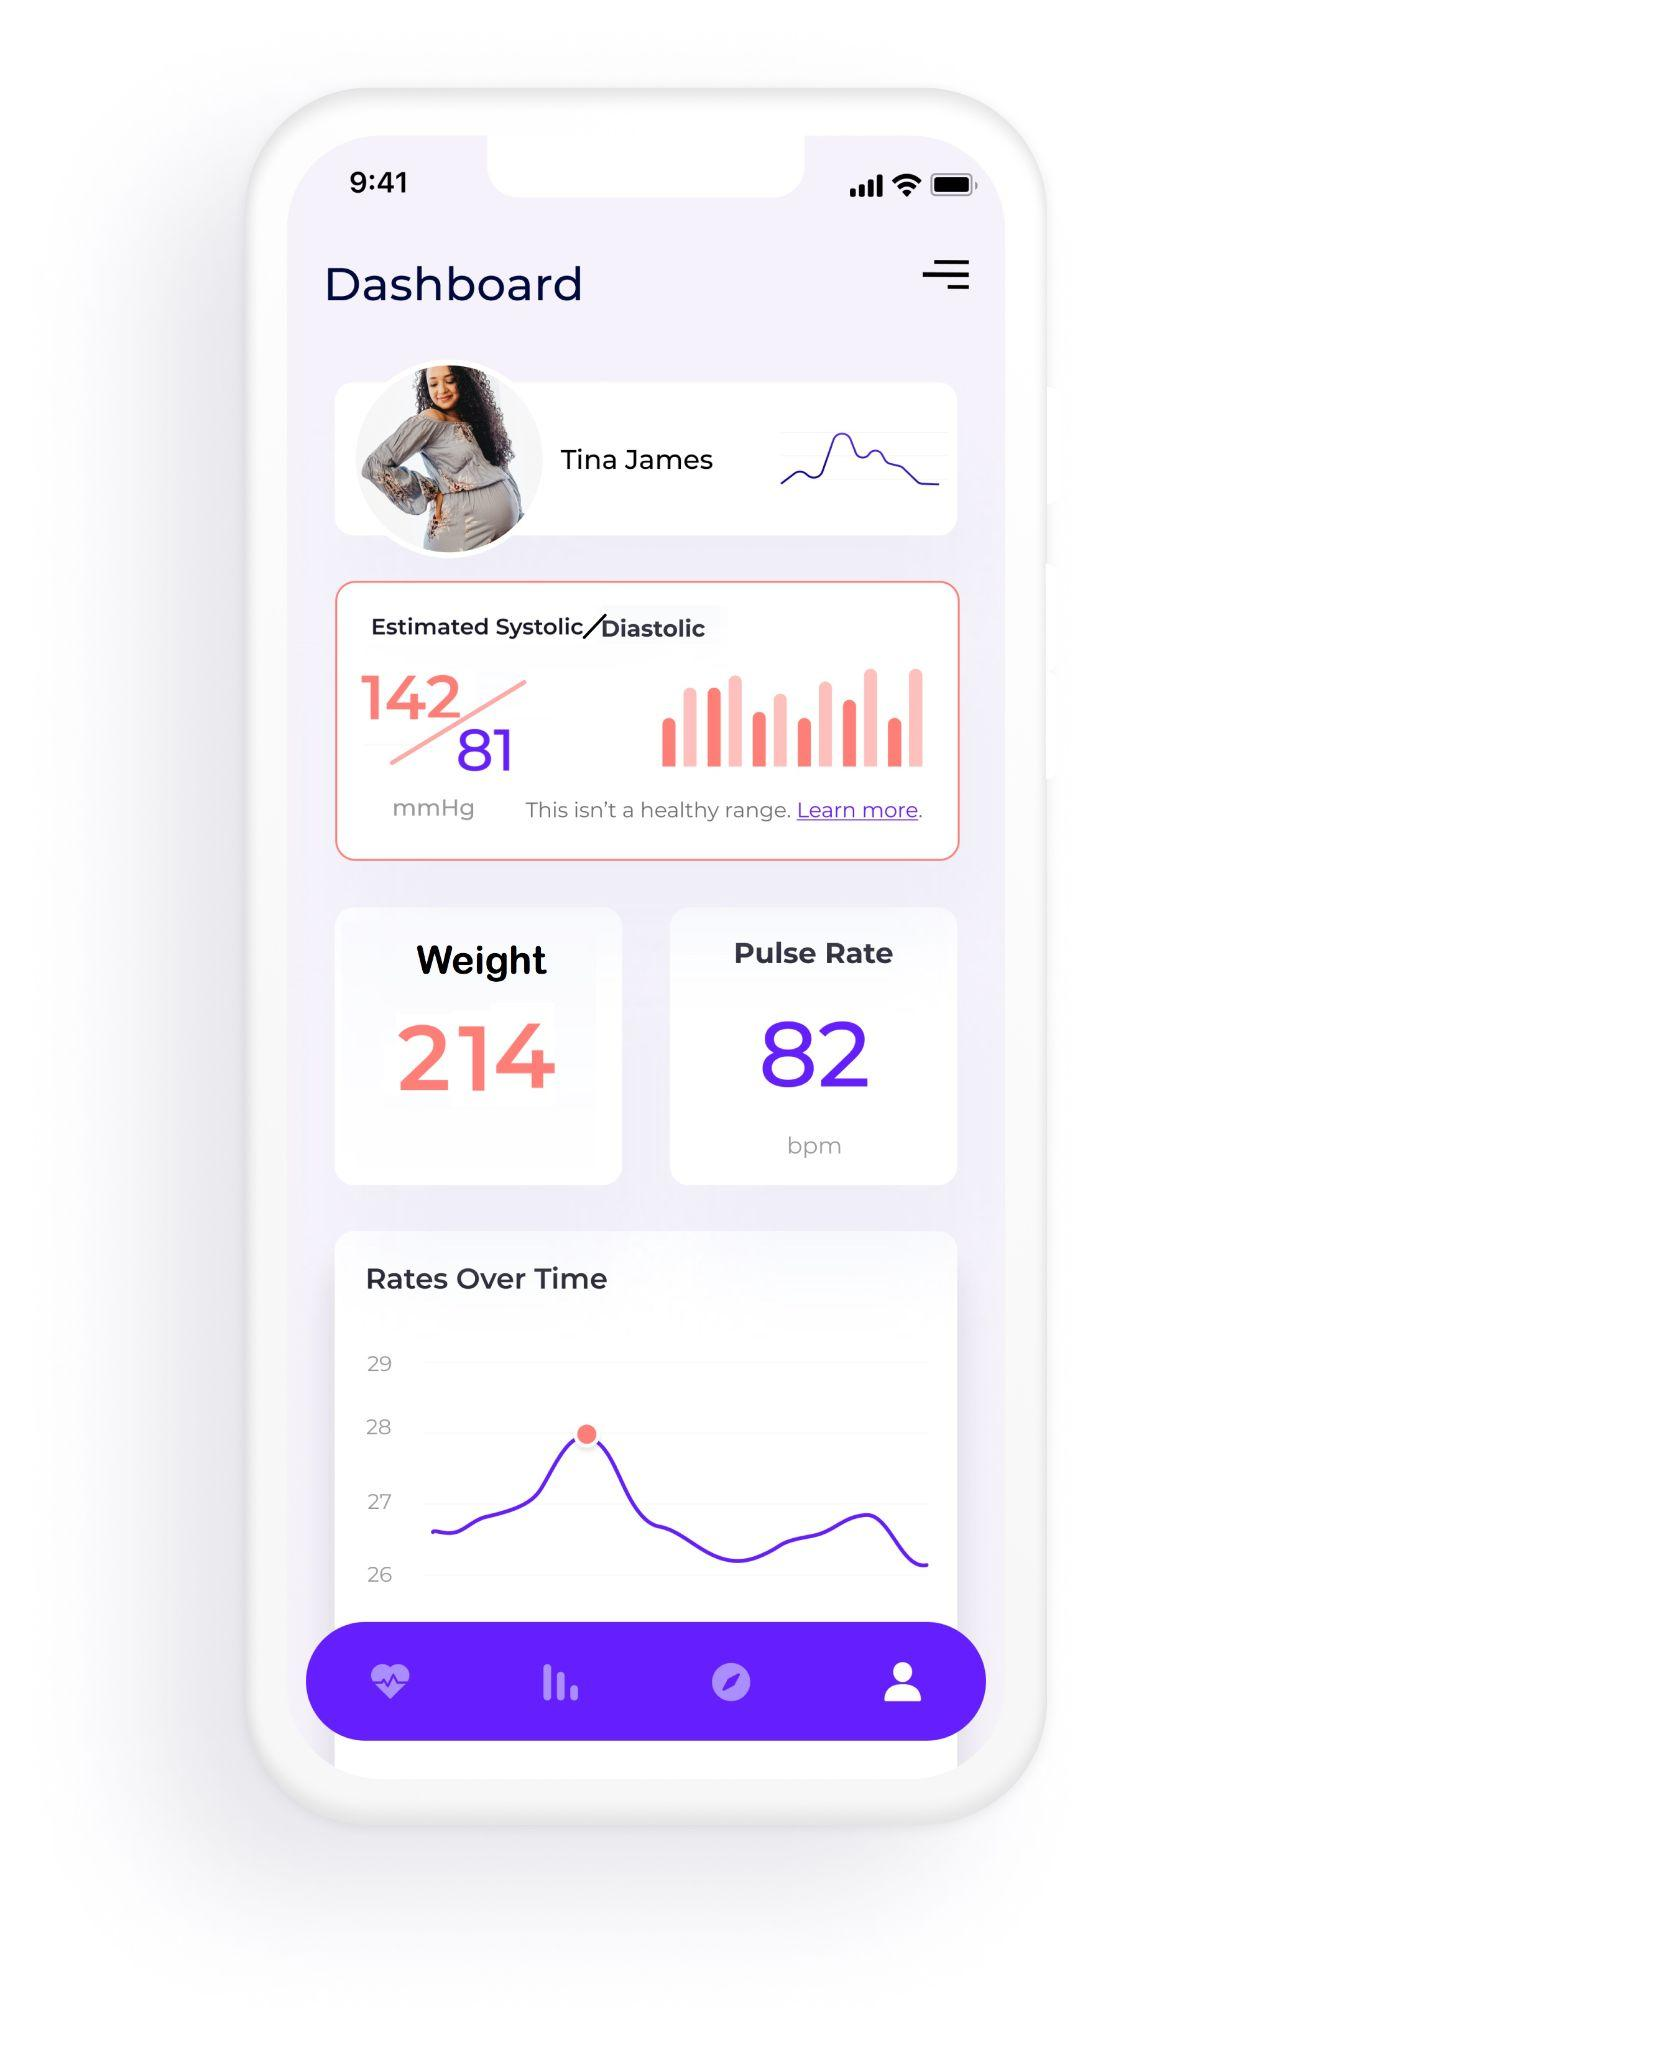 9:41
Dashboard
Tina James
Estimated Systolic/Diastolic
142/81
mmHg
This isn’t a healthy range. Learn more.
Weight
214
Pulse Rate
82
bpm
Rates Over Time
29
28
27
26